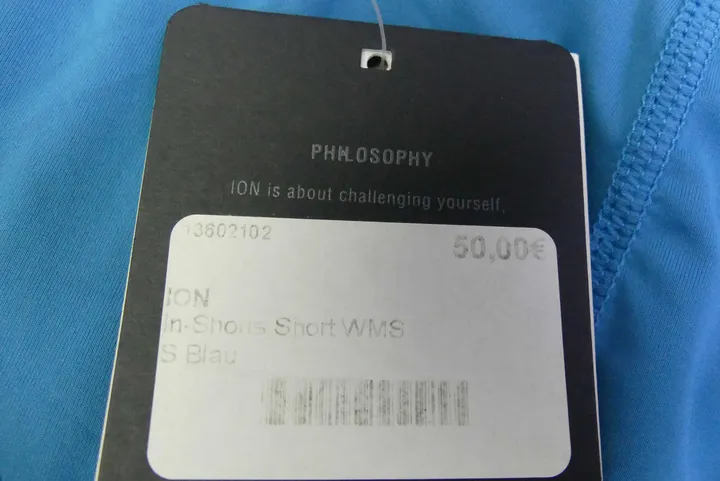 PHILOSOPHY
ION is about challenging yourself,
13602102
50,00€
ION
In-Shorts Short WMS
S Blau